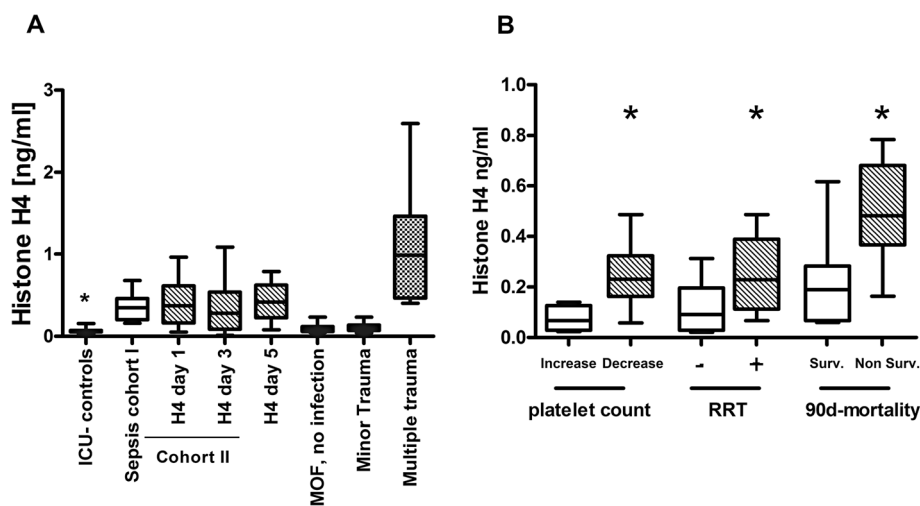 A
Histone H4 [ng/ml]
3
2
1
0
*
ICU- controls
Sepsis cohort I
H4 day 1
H4 day 3
H4 day 5
MOF, no infection
Minor Trauma
Multiple trauma
Cohort II
B
Histone H4 ng/ml
1.0
0.8
0.6
0.4
0.2
0.0
* * *
Increase Decrease - + Surv. Non Surv.
platelet count RRT 90d-mortality